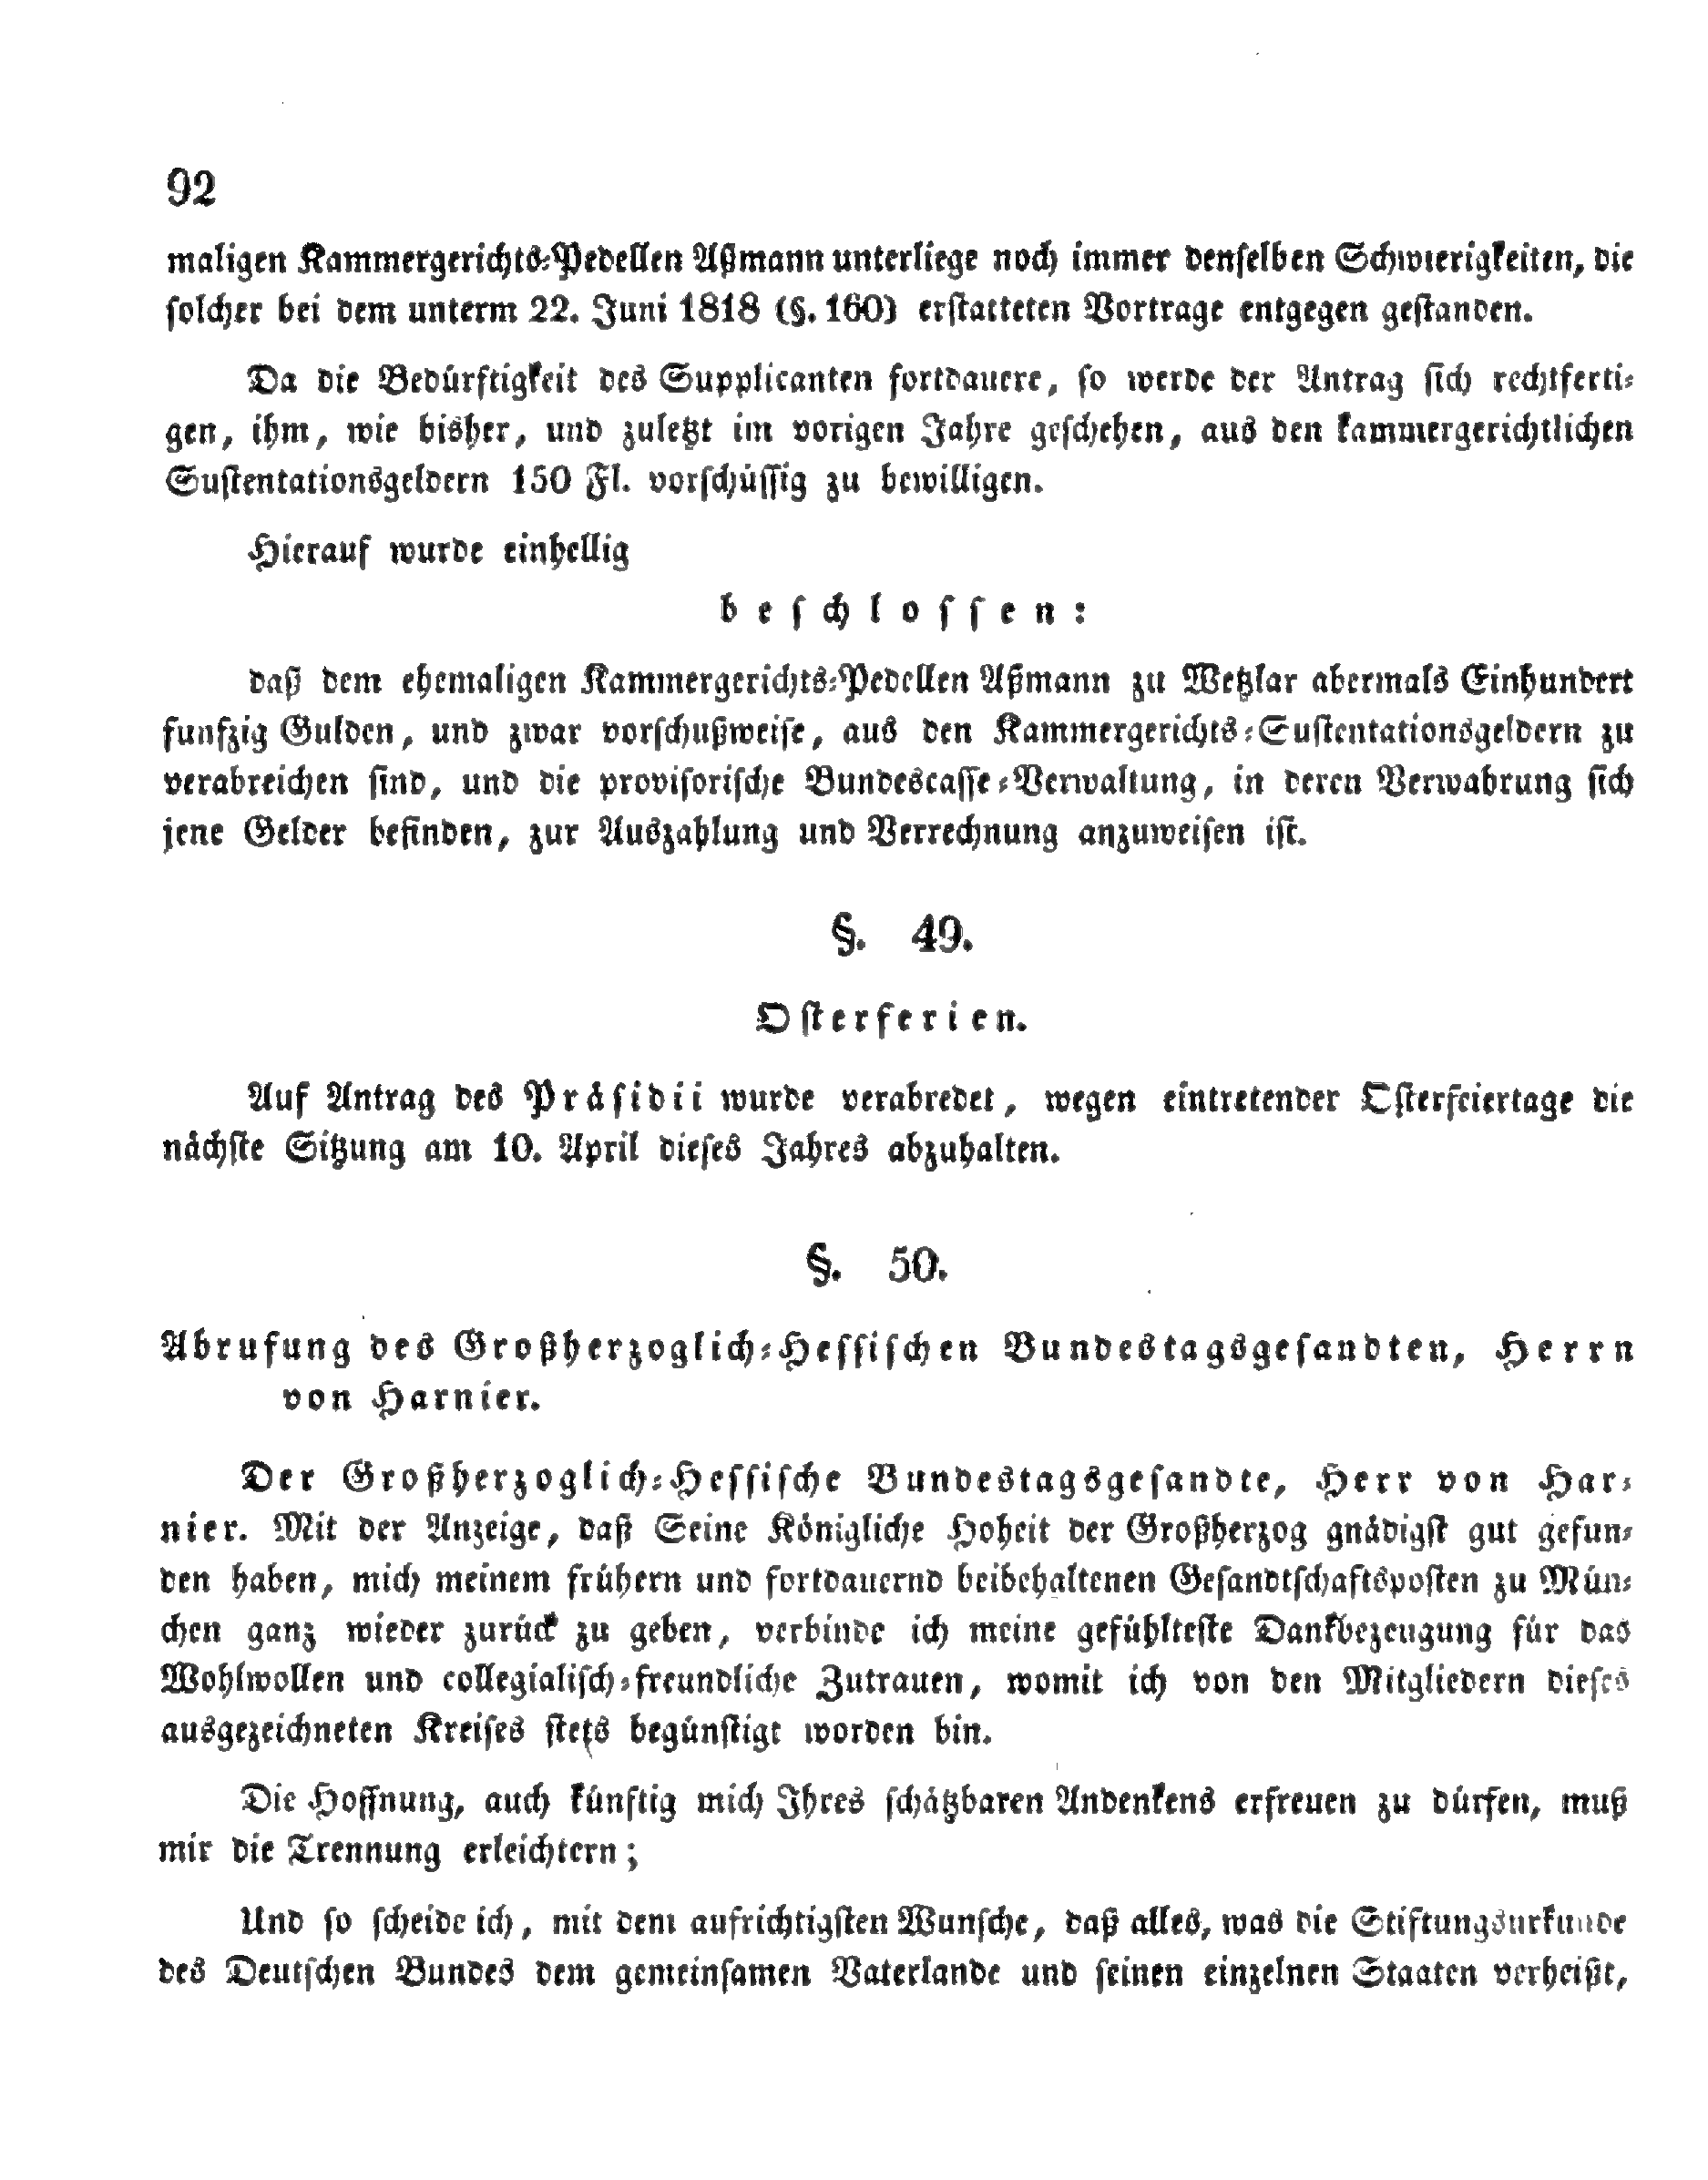 92
maligen Kammergerichts-Pedellen Aßmann unterliege noch immer denselben Schwierigkeiten, die
solcher bei dem unterm 22. Juni 1818 (§. 160) erstatteten Vortrage entgegen gestanden.
Da die Bedürftigkeit des Supplicanten fortdauere, so werde der Antrag sich rechtferti-
gen, ihm, wie bisher, und zuletzt im vorigen Jahre geschehen, aus den kammergerichtlichen
Sustentationsgeldern 150 Fl. vorschüssig zu bewilligen.
Hierauf wurde einhellig
beschlossen:
daß dem ehemaligen Kammergerichts-Pedellen Aßmann zu Wetzlar abermals Einhundert
funfzig Gulden, und zwar vorschußweise, aus den Kammergerichts-Sustentationsgeldern zu
verabreichen sind, und die provisorische Bundescasse-Verwaltung, in deren Verwahrung sich
jene Gelder befinden, zur Auszahlung und Verrechnung anzuweisen ist.
§. 49.
Osterferien.
Auf Antrag des Präsidii wurde verabredet, wegen eintretender Osterfeiertage die
nächste Sitzung am 10. April dieses Jahres abzuhalten.
§. 50.
Abrufung des Großherzoglich-Hessischen Bundestagsgesandten, Herrn
von Harnier.
Der Großherzoglich-Hessische Bundestagsgesandte, Herr von Har-
nier. Mit der Anzeige, daß Seine Königliche Hoheit der Großherzog gnädigst gut gefun-
den haben, mich meinem frühern und fortdauernd beibehaltenen Gesandtschaftsposten zu Mün-
chen ganz wieder zurück zu geben, verbinde ich meine gefühlteste Dankbezeugung für das
Wohlwollen und collegialisch-freundliche Zutrauen, womit ich von den Mitgliedern dieses
ausgezeichneten Kreises stets begünstigt worden bin.
Die Hoffnung, auch künftig mich Ihres schätzbaren Andenkens erfreuen zu dürfen, muß
mir die Trennung erleichtern;
Und so scheide ich, mit dem aufrichtigsten Wunsche, daß alles, was die Stiftungsurkunde
des Deutschen Bundes dem gemeinsamen Vaterlande und seinen einzelnen Staaten verheißt,